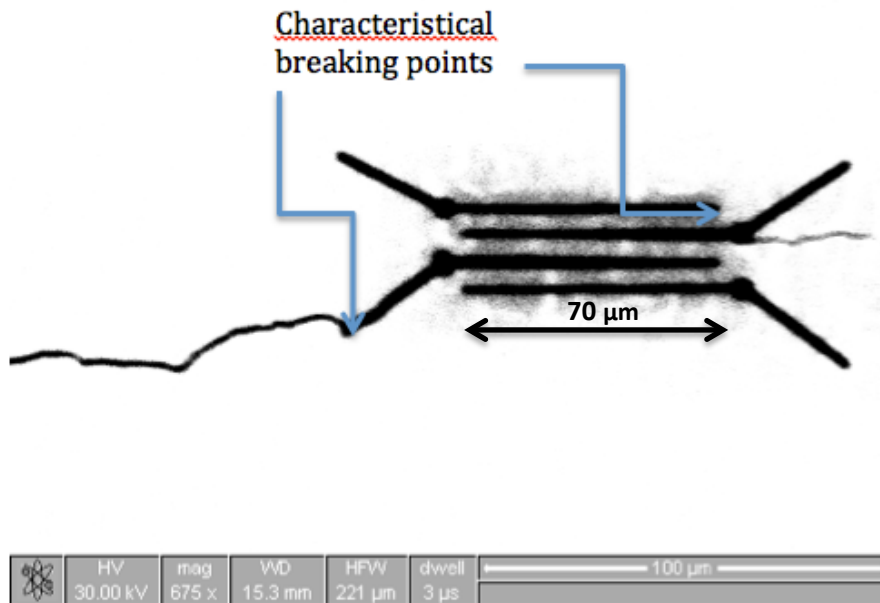 Characteristical
breaking points
70 µm
HV mag WD HFW dwell 100 µm
30.00 kV 675 x 15.3 mm 221 µm 3 µs